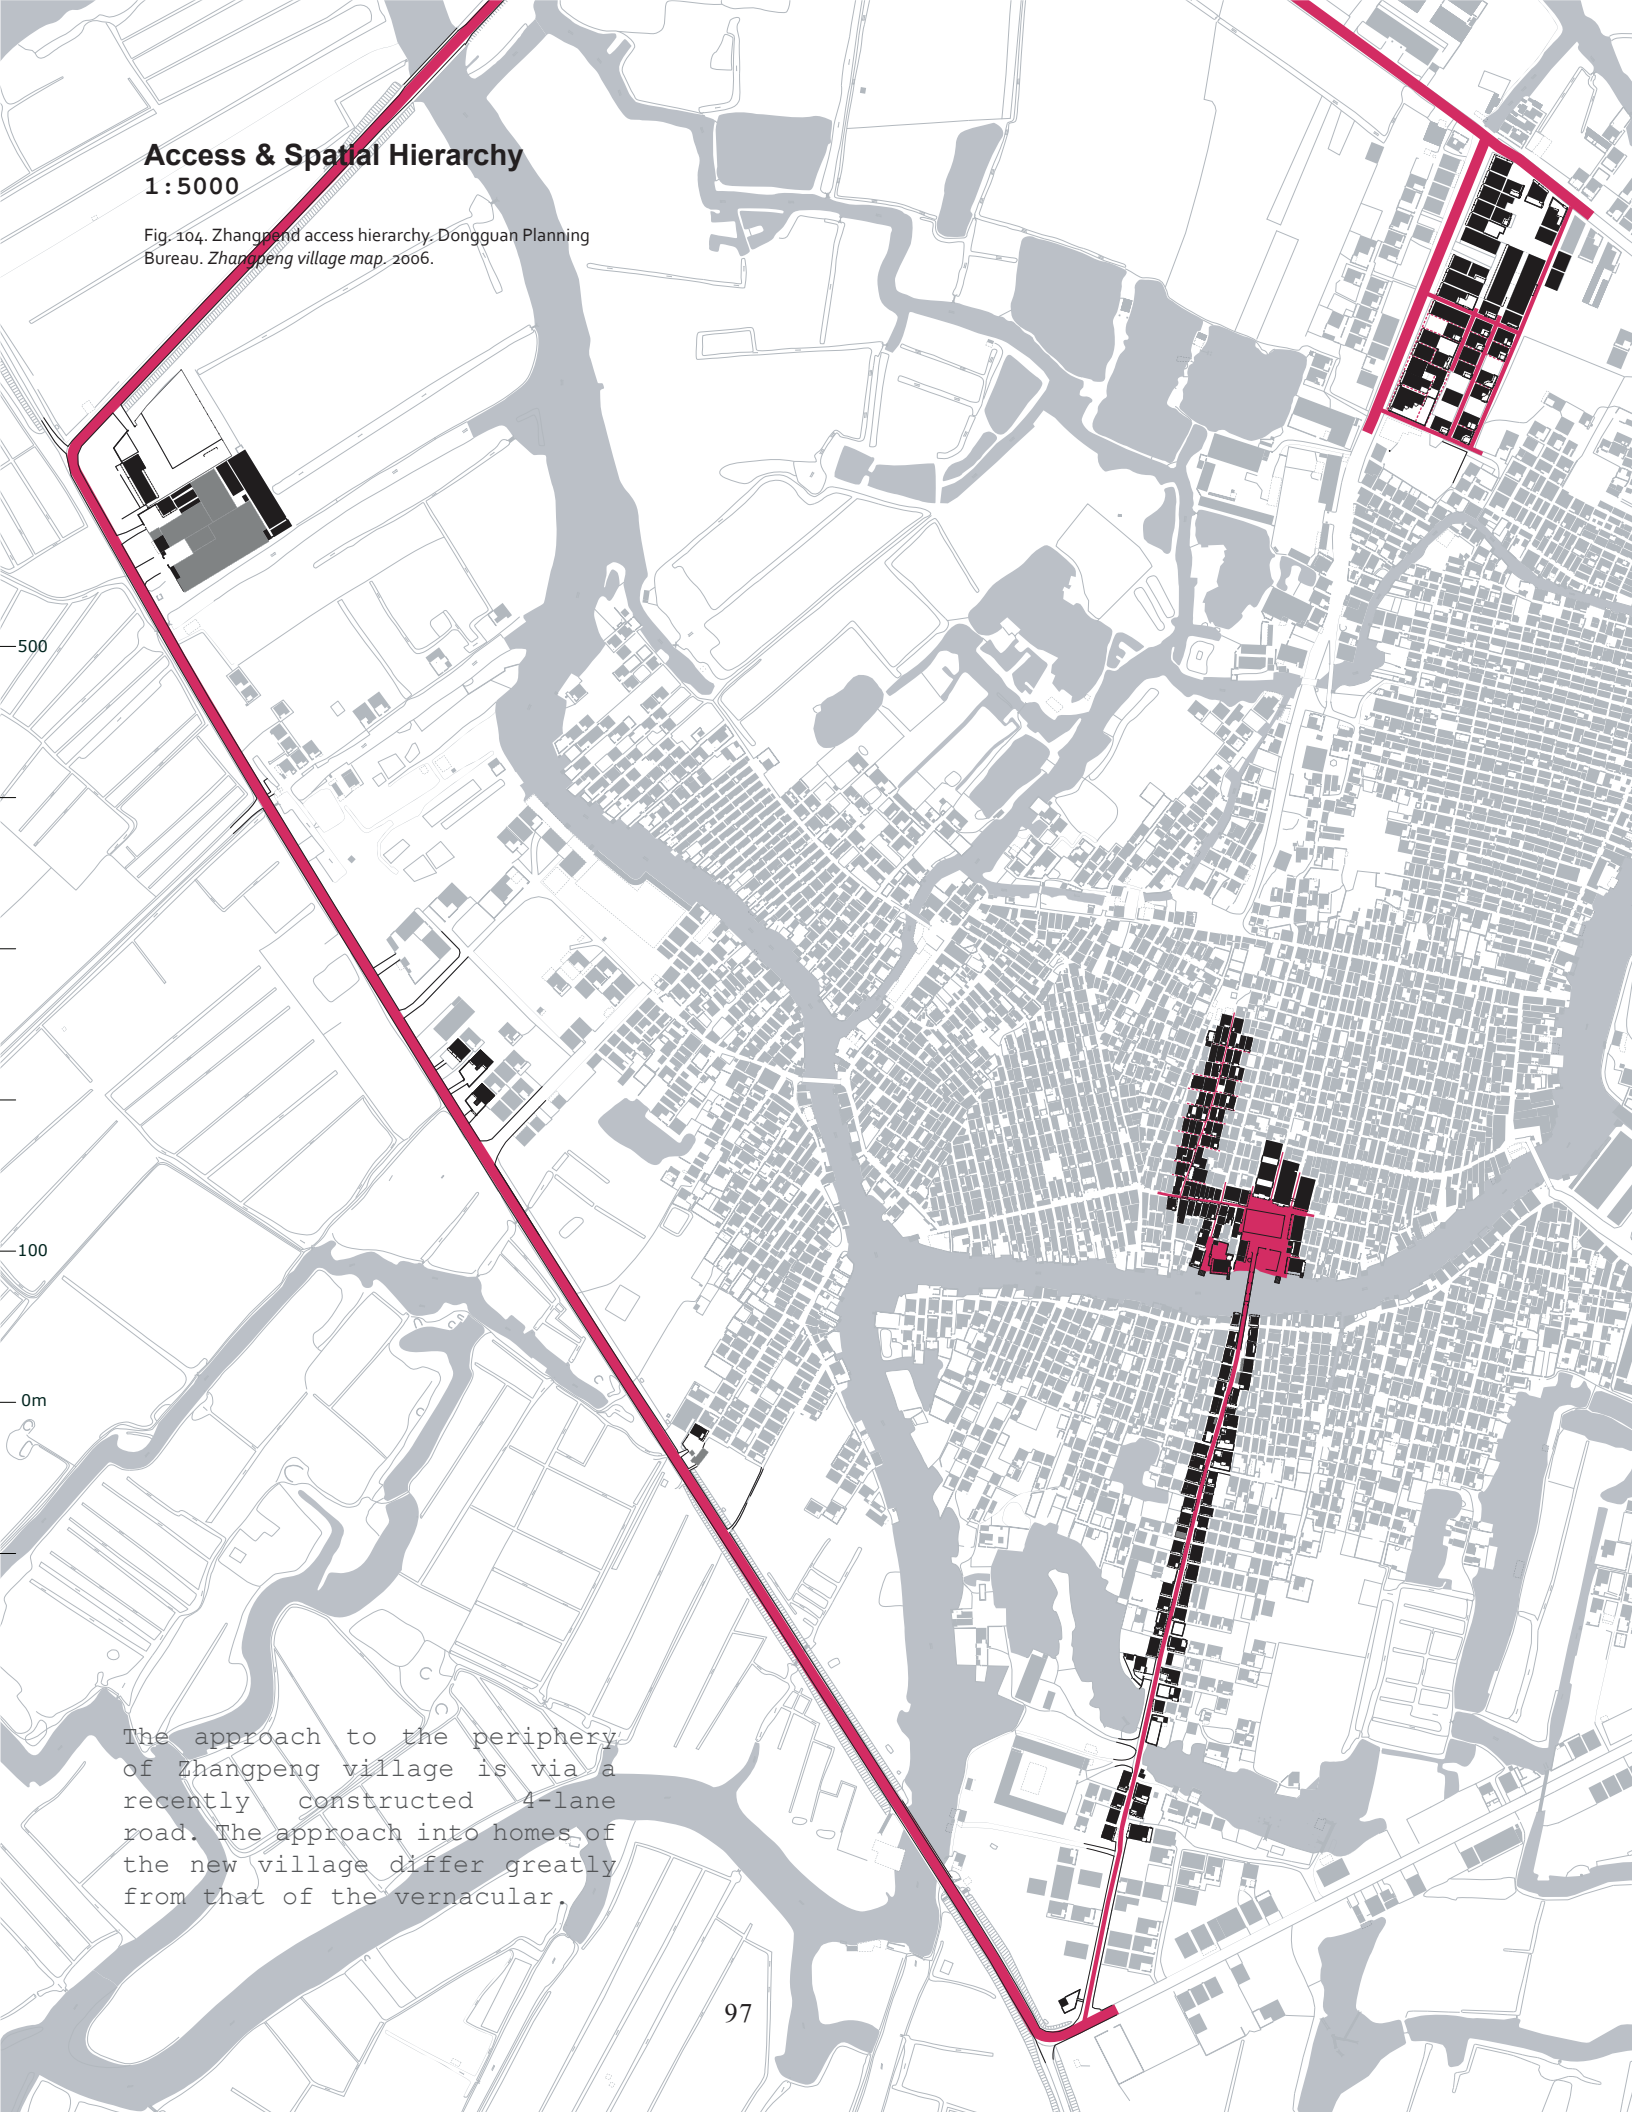 Access & Spatial Hierarchy
1:5000
Fig. 104. Zhangpend access hierarchy. Dongguan Planning
Bureau. Zhangpeng village map. 2006.
500
100
0m
The approach to the periphery
of Zhangpeng village is via a
recently constructed 4-lane
road. The approach into homes of
the new village differ greatly
from that of the vernacular.
97